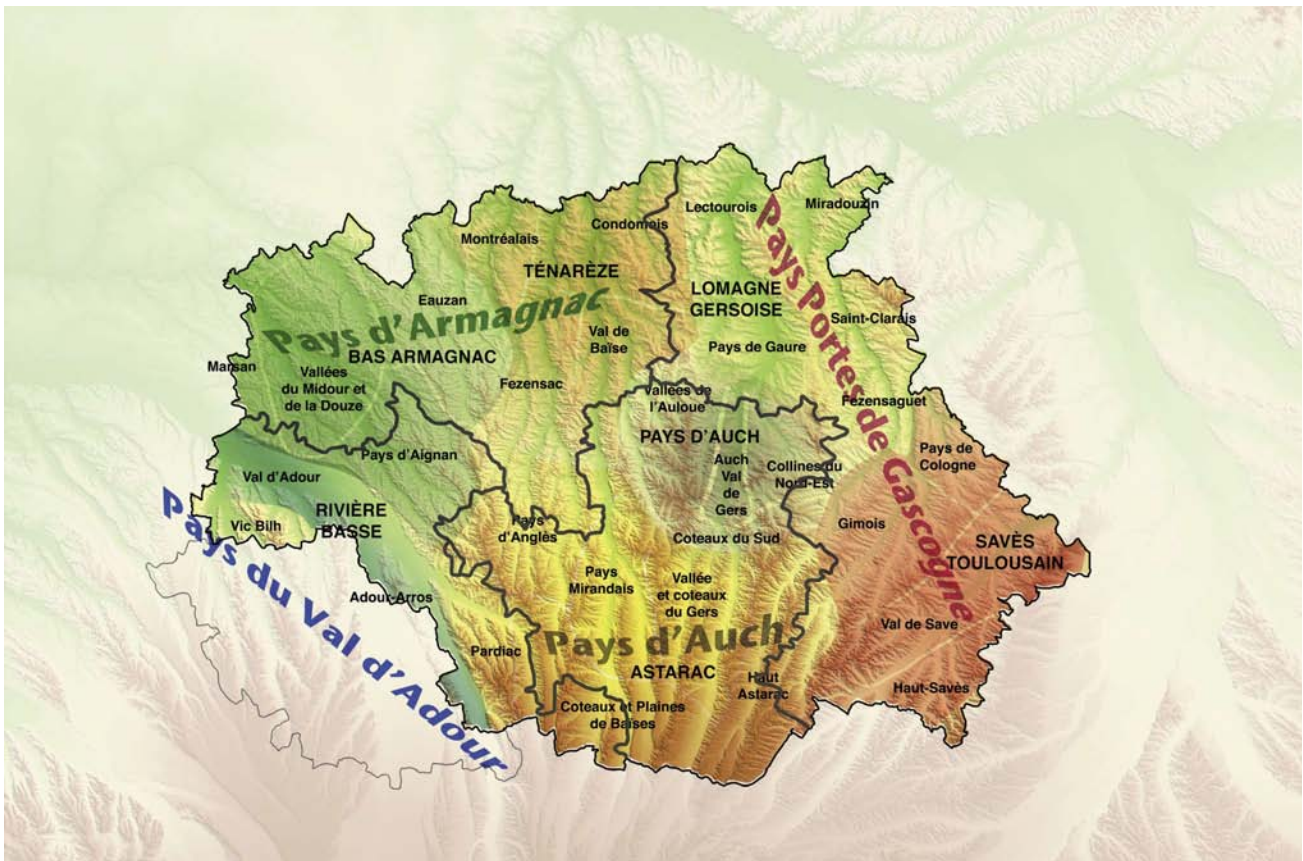 Lectourois
Miradouzin
Condomois
Montréalais
TÉNARÈZE
LOMAGNE
GERSOISE
Eauzan
Pays d'Armagnac
Pays Portes de Gascogne
Saint-Clarais
Val de
Baïse
Pays de Gaure
BAS ARMAGNAC
Marsan
Vallées
du Midour et
de la Douze
Fezensac
Vallées de
l'Auloue
Fezensaguet
PAYS D'AUCH
Pays d'Aignan
Pays de
Cologne
Auch
Val
de
Gers
Collines du
Nord-Est
Val d'Adour
RIVIÈRE
BASSE
Vic Bilh
Pays
d'Anglès
Gimois
Coteaux du Sud
SAVÈS
TOULOUSAIN
Pays du Val d'Adour
Pays
Mirandais
Vallée
et coteaux
du Gers
Adour-Arros
Val de Save
Pardiac
Pays d'Auch
ASTARAC
Haut
Astarac
Haut-Savès
Coteaux et Plaines
de Baïses